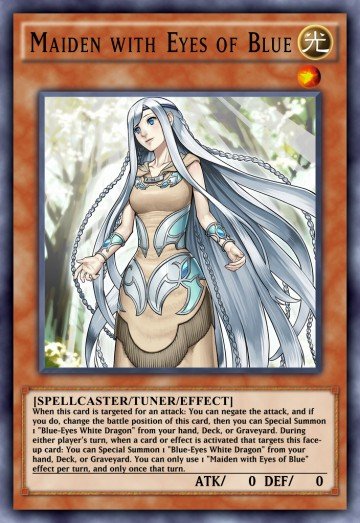 MAIDEN WITH EYES OF BLUE
光
[SPELLCASTER/TUNER/EFFECT]
When this card is targeted for an attack: You can negate the attack, and if
you do, change the battle position of this card, then you can Special Summon
1 "Blue-Eyes White Dragon" from your hand, Deck, or Graveyard. During
either player's turn, when a card or effect is activated that targets this face-
up card: You can Special Summon 1 "Blue-Eyes White Dragon" from your
hand, Deck, or Graveyard. You can only use 1 "Maiden with Eyes of Blue"
effect per turn, and only once that turn.
ATK/ 0 DEF/ 0